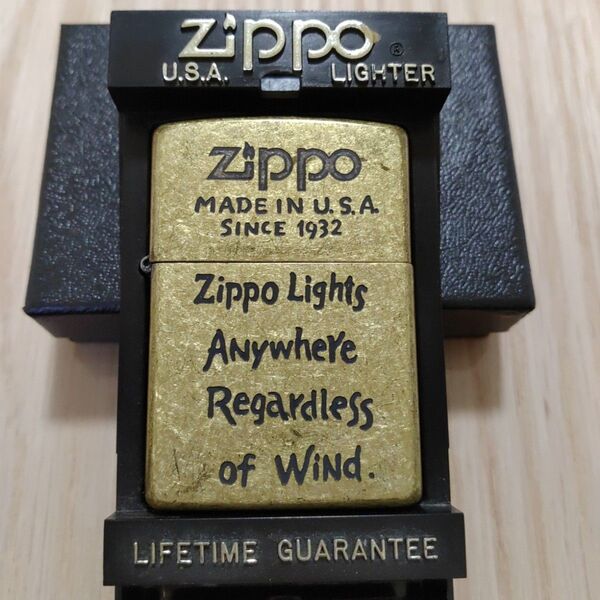 zippo ®
U.S.A. LIGHTER
Zippo
MADE IN U.S.A.
SINCE 1932
Zippo Lights
ANywhere
Regardless
of WiNd.
LIFETIME GUARANTEE